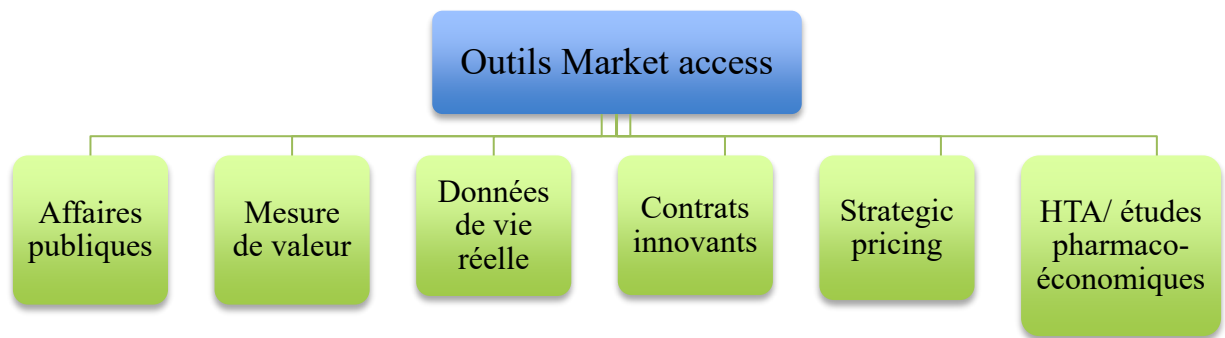 Outils Market access
Affaires
publiques
Mesure
de valeur
Données
de vie
réelle
Contrats
innovants
Strategic
pricing
HTA/ études
pharmaco-
économiques